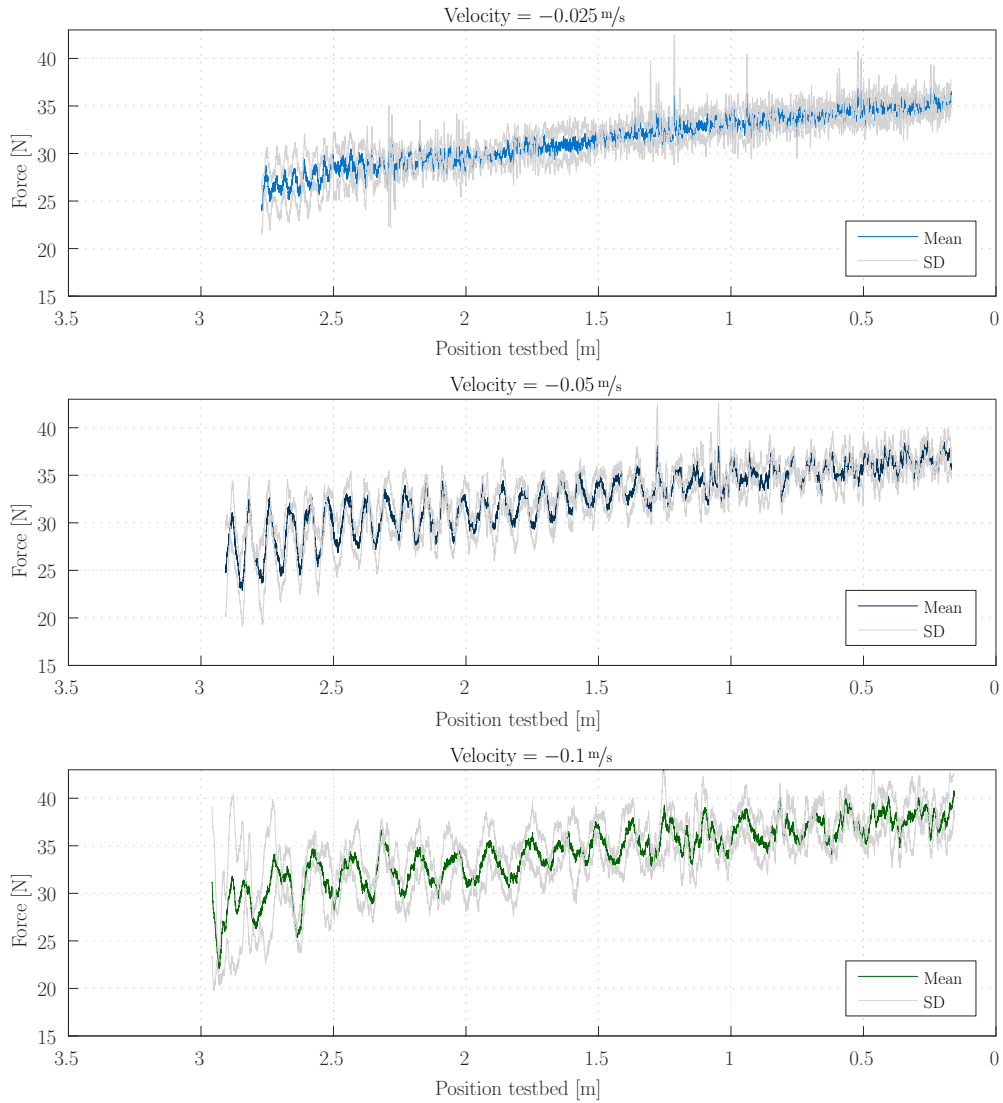 Velocity = −0.025 m/s
40
35
30
25
20
15
Force [N]
Mean
SD
3.5 3 2.5 2 1.5 1 0.5 0
Position testbed [m]
Velocity = −0.05 m/s
40
35
30
25
20
15
Force [N]
Mean
SD
3.5 3 2.5 2 1.5 1 0.5 0
Position testbed [m]
Velocity = −0.1 m/s
40
35
30
25
20
15
Force [N]
Mean
SD
3.5 3 2.5 2 1.5 1 0.5 0
Position testbed [m]